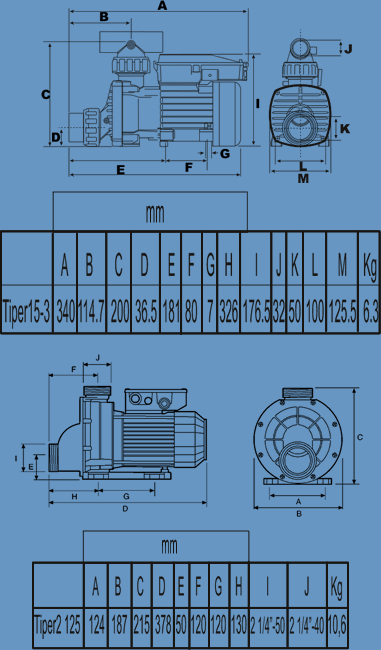 A
B
C
D
I
J
K
G
E
F
L
M
mm
A B C D E F G H I J K L M Kg
Tiper15-3 340 114.7 200 36.5 181 80 7 326 176.5 32 50 100 125.5 6.3
J
F
I
E
C
H
G
D
A
B
mm
A B C D E F G H I J Kg
Tiper2 125 124 187 215 378 50 120 120 130 2 1/4"-50 2 1/4"-40 10,6